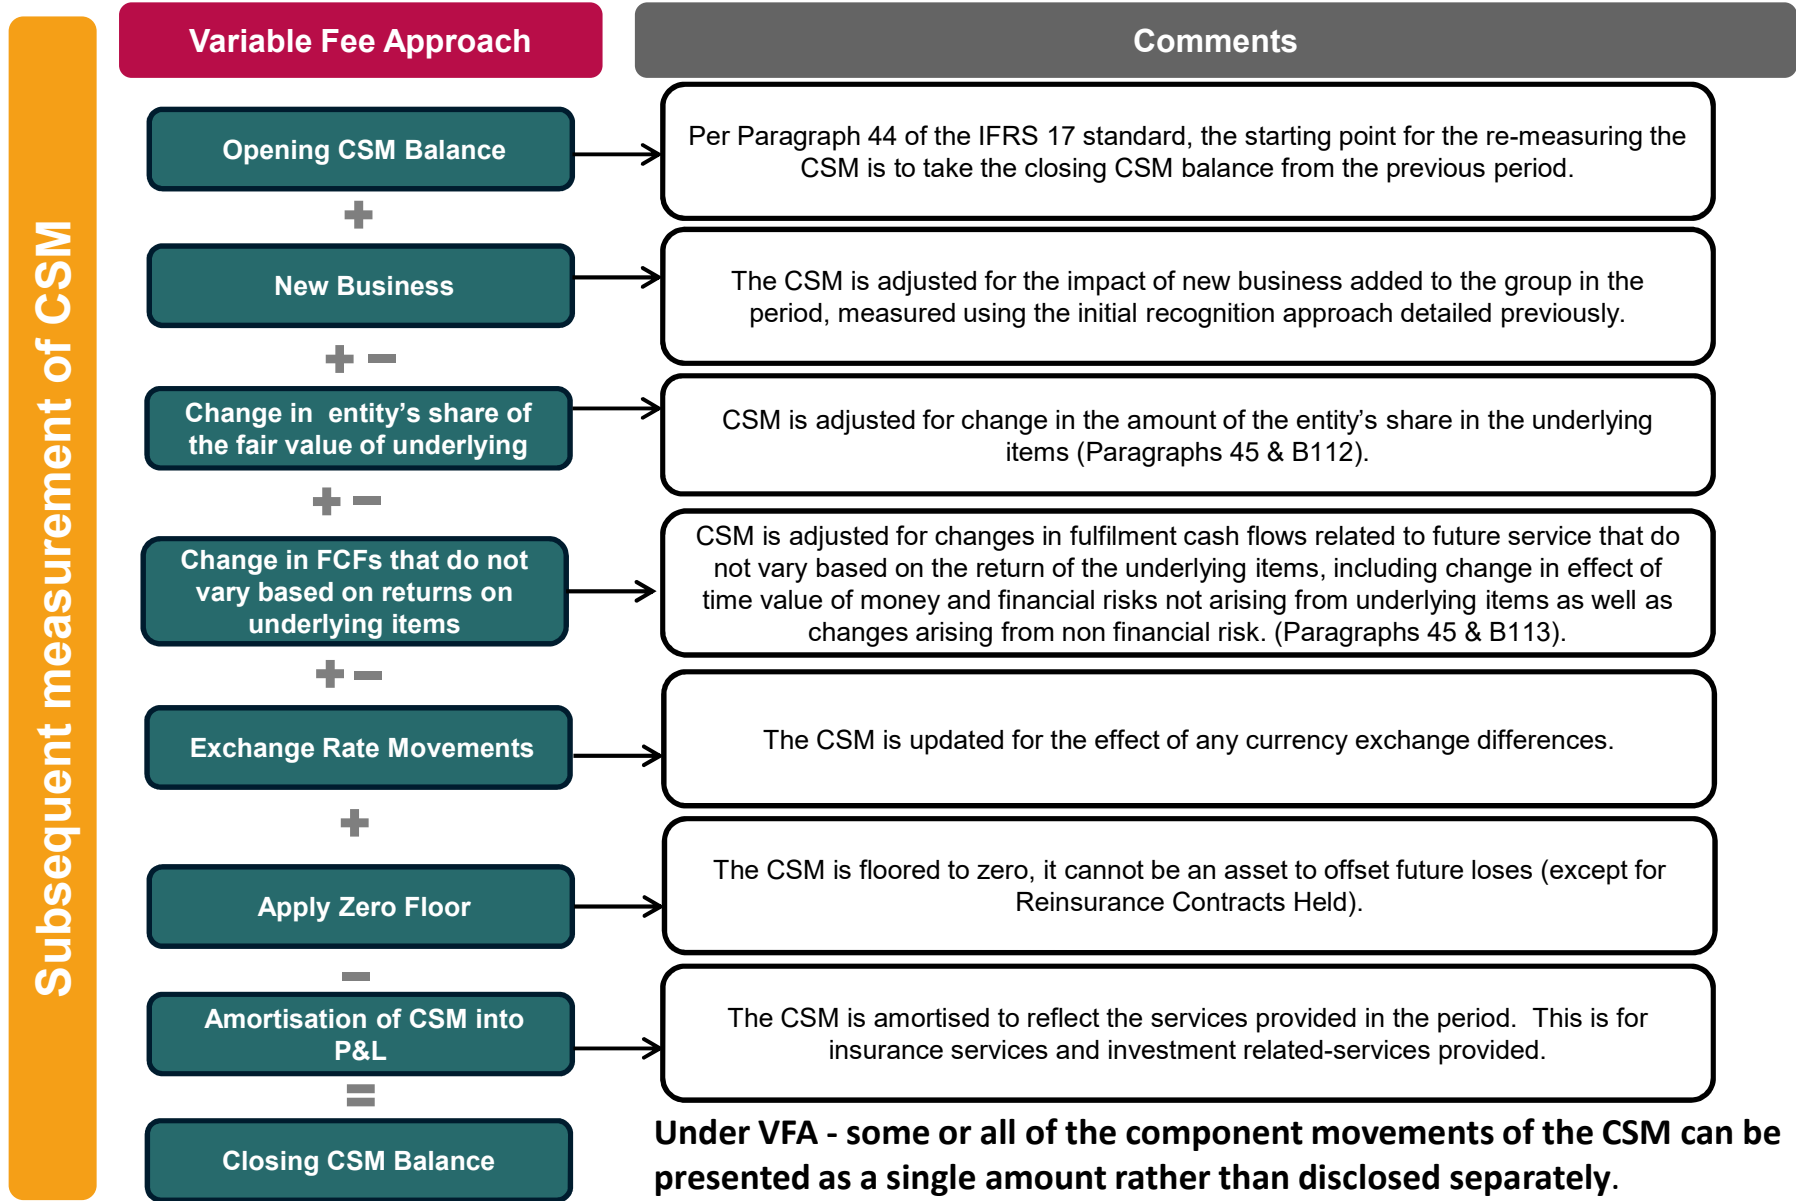 Subsequent measurement of CSM
Variable Fee Approach
Comments
Opening CSM Balance
Per Paragraph 44 of the IFRS 17 standard, the starting point for the re-measuring the
CSM is to take the closing CSM balance from the previous period.
+
New Business
The CSM is adjusted for the impact of new business added to the group in the
period, measured using the initial recognition approach detailed previously.
+ −
Change in entity’s share of
the fair value of underlying
CSM is adjusted for change in the amount of the entity’s share in the underlying
items (Paragraphs 45 & B112).
+ −
Change in FCFs that do not
vary based on returns on
underlying items
CSM is adjusted for changes in fulfilment cash flows related to future service that do
not vary based on the return of the underlying items, including change in effect of
time value of money and financial risks not arising from underlying items as well as
changes arising from non financial risk. (Paragraphs 45 & B113).
+ −
Exchange Rate Movements
The CSM is updated for the effect of any currency exchange differences.
+
Apply Zero Floor
The CSM is floored to zero, it cannot be an asset to offset future loses (except for
Reinsurance Contracts Held).
−
Amortisation of CSM into
P&L
The CSM is amortised to reflect the services provided in the period. This is for
insurance services and investment related-services provided.
=
Closing CSM Balance
Under VFA - some or all of the component movements of the CSM can be
presented as a single amount rather than disclosed separately.